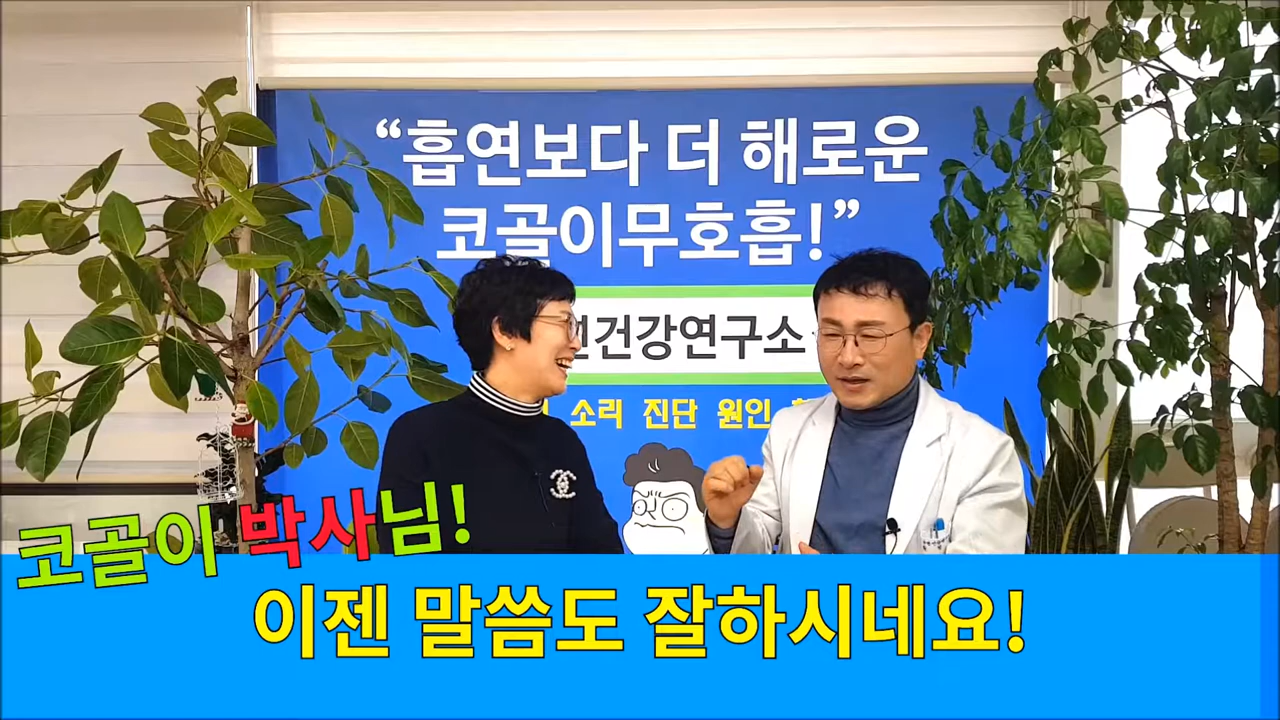 “흡연보다 더 해로운
코골이무호흡!”
건강연구소
소리 진단 원인
코골이 박사님!
이젠 말씀도 잘하시네요!